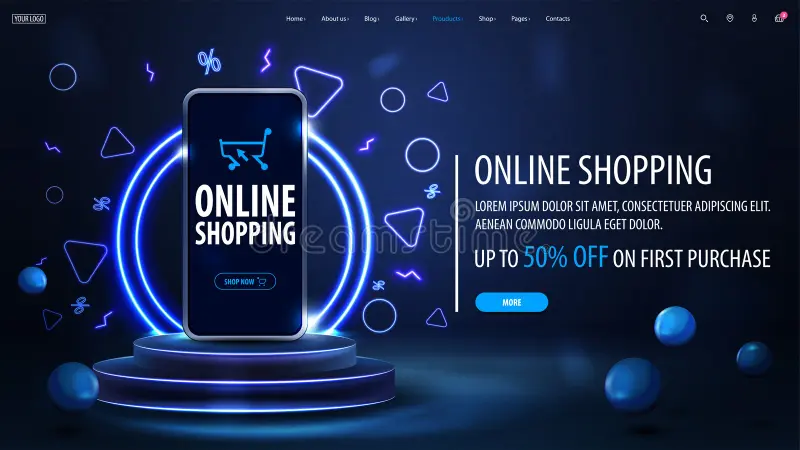 YOUR LOGO
Home About us Blog Gallery Prouducts Shop Pages Contacts
%
ONLINE
SHOPPING
SHOP NOW
ONLINE SHOPPING
LOREM IPSUM DOLOR SIT AMET, CONSECTETUER ADIPISCING ELIT.
AENEAN COMMODO LIGULA EGET DOLOR.
UP TO 50% OFF ON FIRST PURCHASE
MORE
dreamstime